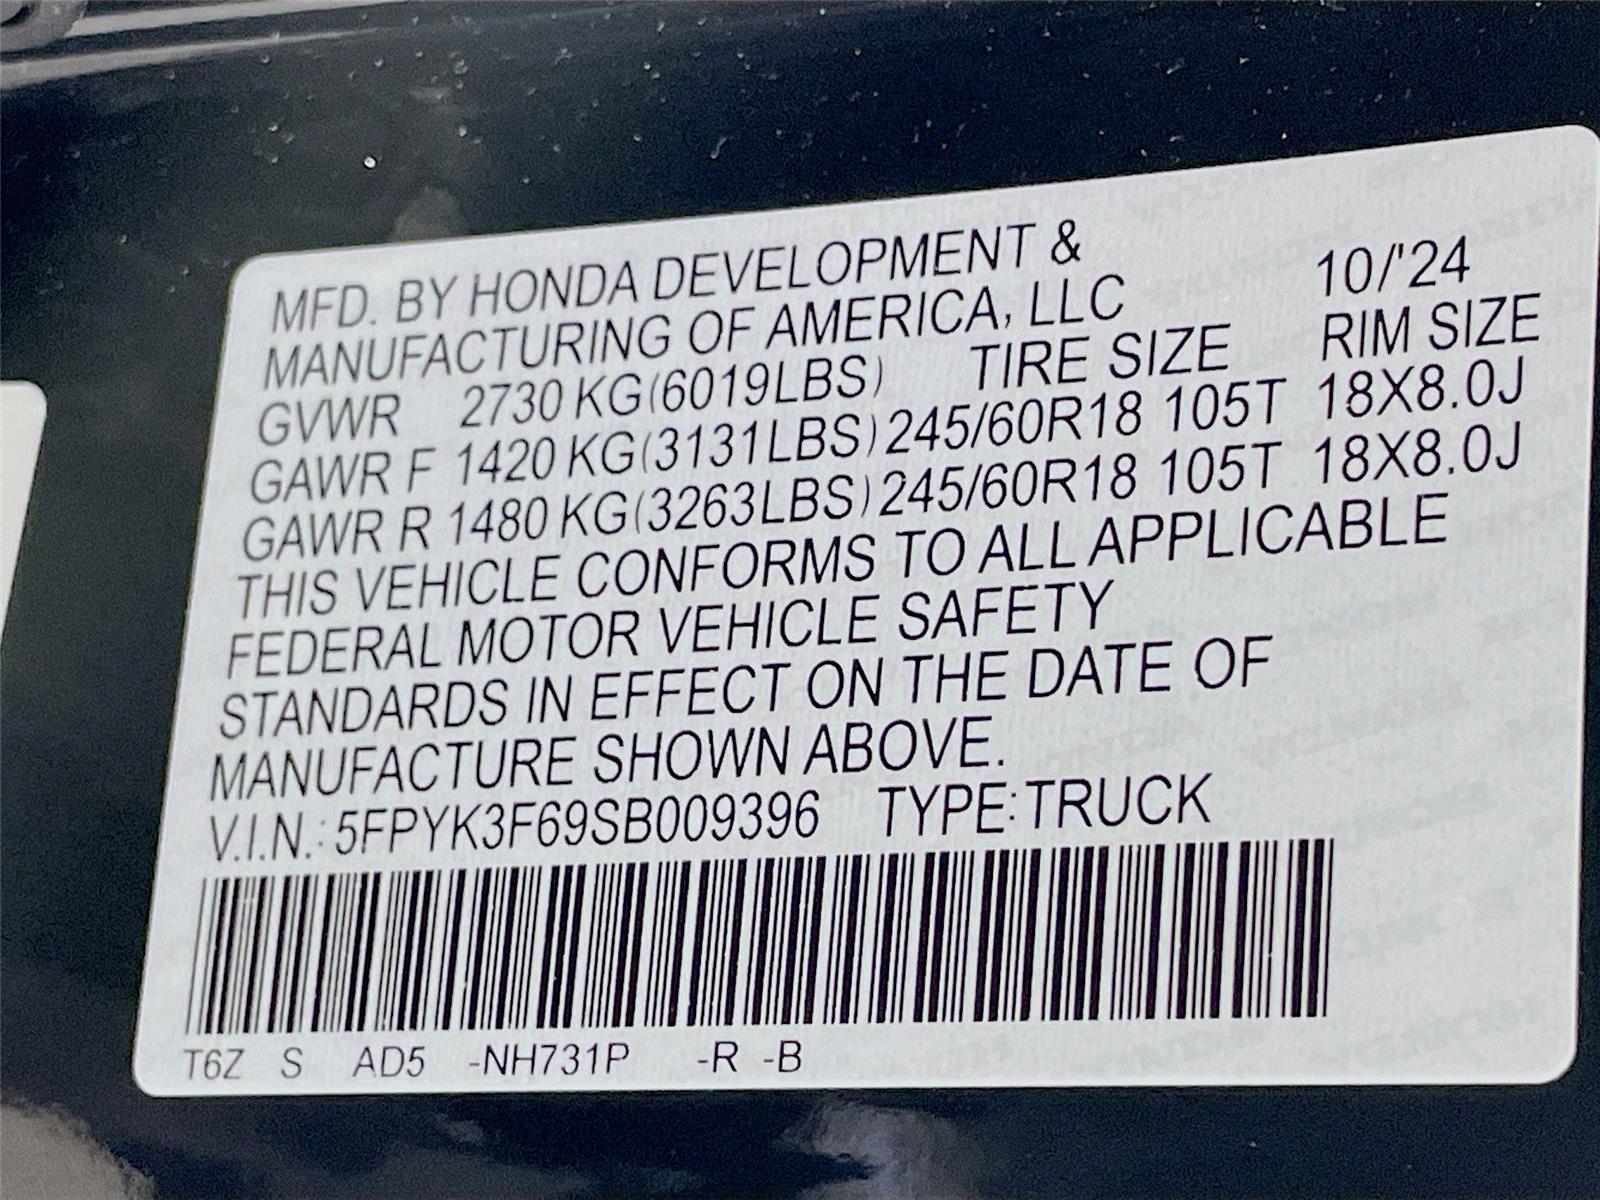 MFD. BY HONDA DEVELOPMENT &
MANUFACTURING OF AMERICA, LLC 10/'24
GVWR 2730 KG(6019LBS) TIRE SIZE RIM SIZE
GAWR F 1420 KG(3131LBS) 245/60R18 105T 18X8.0J
GAWR R 1480 KG(3263LBS) 245/60R18 105T 18X8.0J
THIS VEHICLE CONFORMS TO ALL APPLICABLE
FEDERAL MOTOR VEHICLE SAFETY
STANDARDS IN EFFECT ON THE DATE OF
MANUFACTURE SHOWN ABOVE.
V.I.N.: 5FPYK3F69SB009396 TYPE:TRUCK
T6Z S AD5 -NH731P -R -B